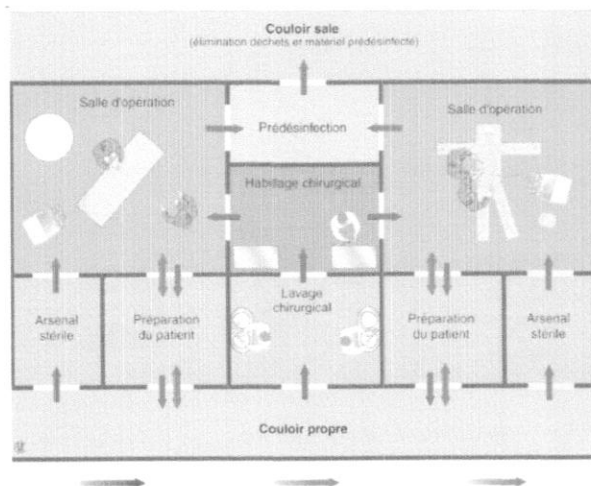 Couloir sale
(élimination déchets et matériel prédésinfecté)
Salle d'opération
Prédésinfection
Salle d'opération
Habillage chirurgical
Arsenal
stérile
Préparation
du patient
Lavage
chirurgical
Préparation
du patient
Arsenal
stérile
Couloir propre